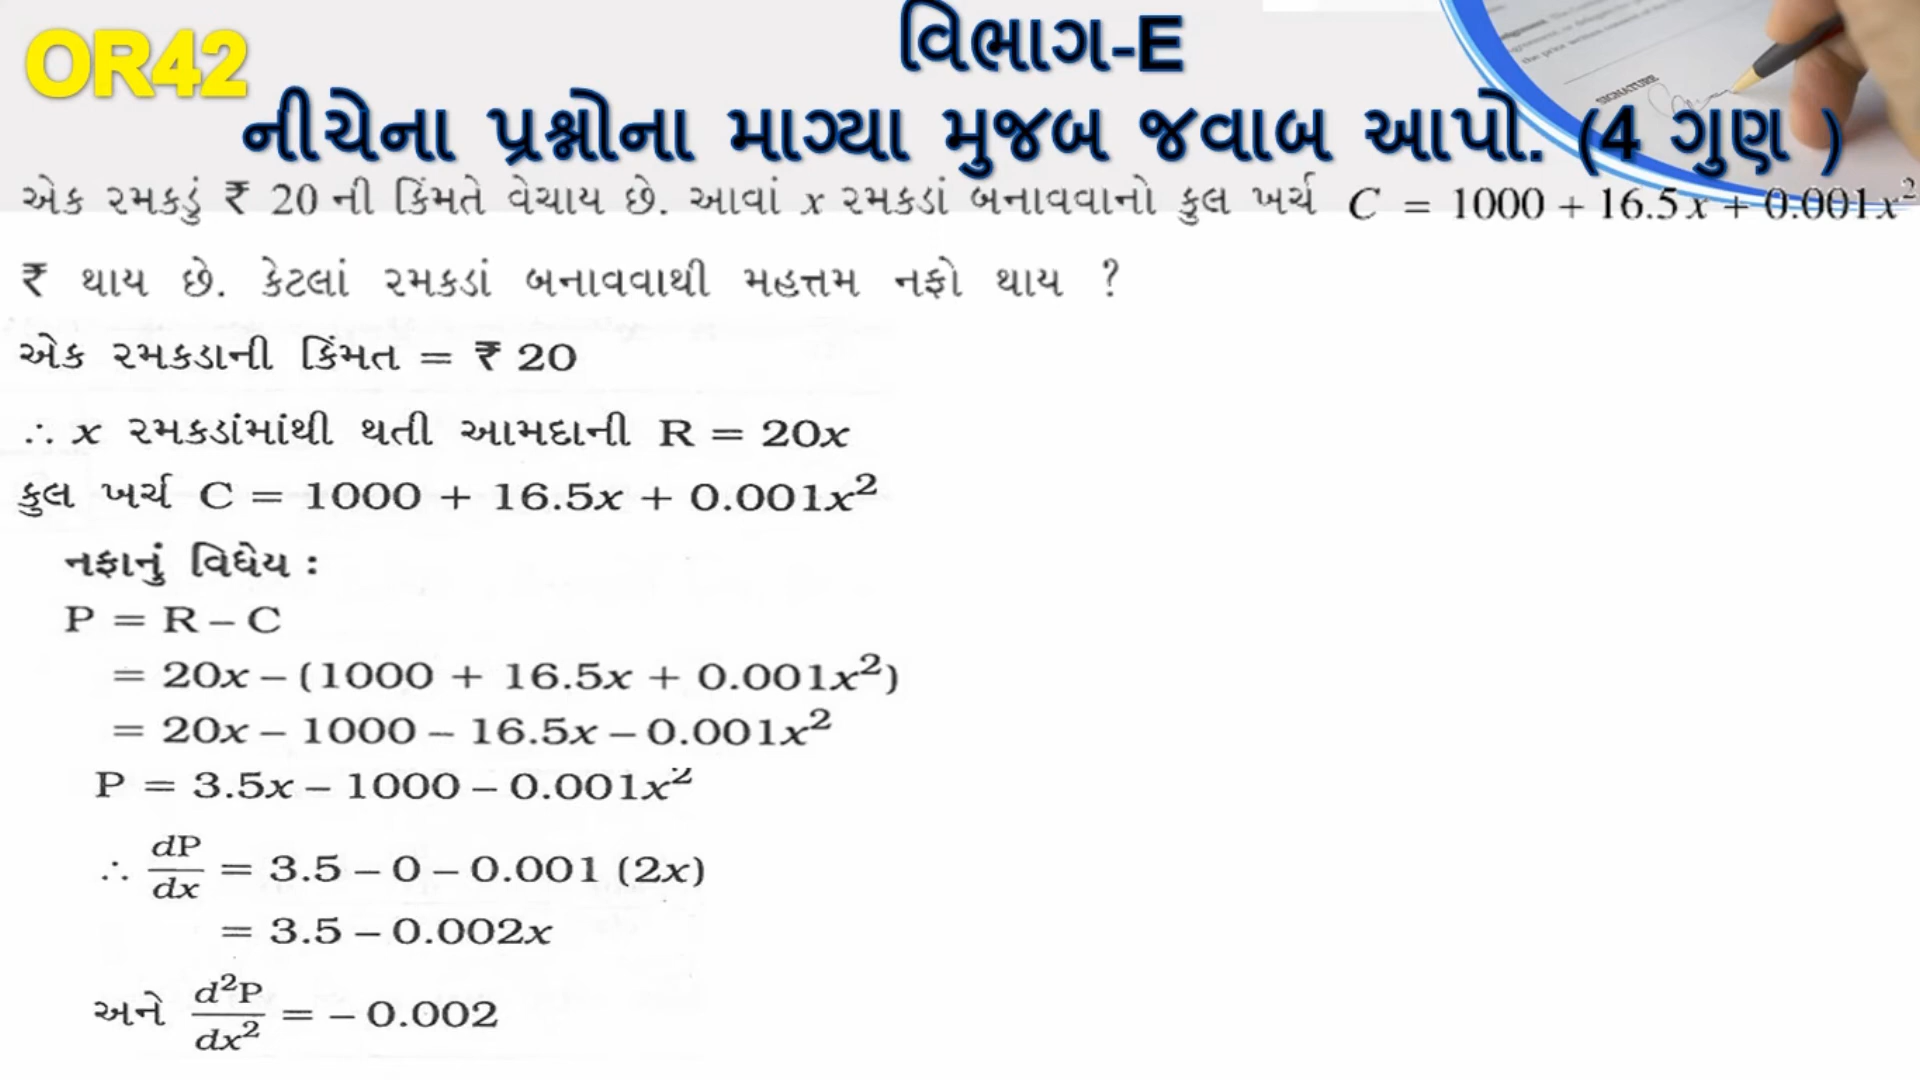 OR42
વિભાગ-E
નીચેના પ્રશ્નોના માગ્યા મુજબ જવાબ આપો. (4 ગુણ )
SIGNATURE
એક રમકડું ₹ 20 ની કિંમતે વેચાય છે. આવાં x રમકડાં બનાવવાનો કુલ ખર્ચ C = 1000 + 16.5x + 0.001x²
₹ થાય છે. કેટલાં રમકડાં બનાવવાથી મહત્તમ નફો થાય ?
એક રમકડાની કિંમત = ₹ 20
∴ x રમકડાંમાંથી થતી આમદાની R = 20x
કુલ ખર્ચ C = 1000 + 16.5x + 0.001x²
નફાનું વિધેય :
P = R – C
= 20x – (1000 + 16.5x + 0.001x²)
= 20x – 1000 – 16.5x – 0.001x²
P = 3.5x – 1000 – 0.001x²
∴ dP/dx = 3.5 – 0 – 0.001 (2x)
= 3.5 – 0.002x
અને d²P/dx² = – 0.002